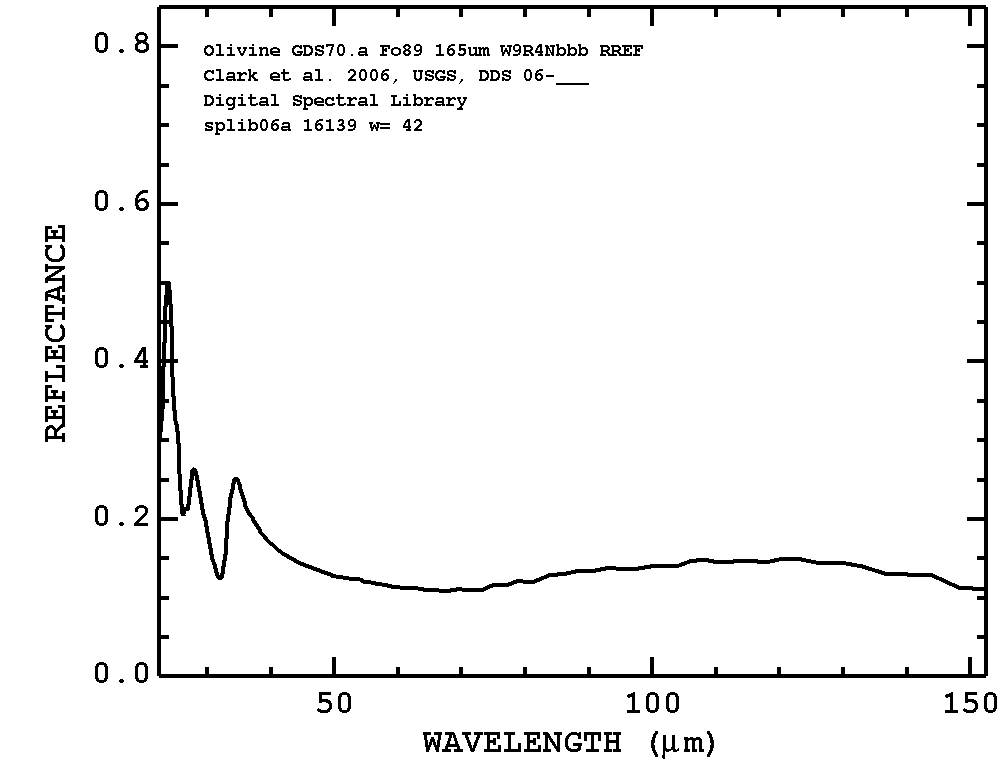 Olivine GDS70.a Fo89 165um W9R4Nbbb RREF
Clark et al. 2006, USGS, DDS 06-___
Digital Spectral Library
splib06a 16139 w= 42
0.8
0.6
0.4
0.2
0.0
REFLECTANCE
50 100 150
WAVELENGTH (μm)